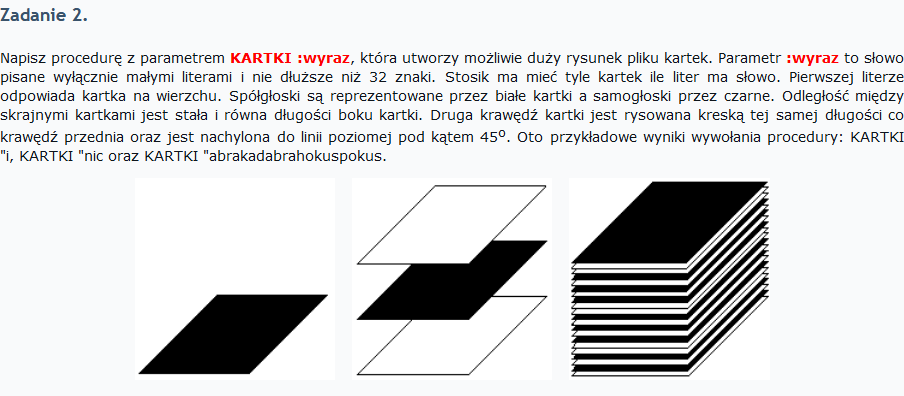 Zadanie 2.
Napisz procedurę z parametrem KARTKI :wyraz, która utworzy możliwie duży rysunek pliku kartek. Parametr :wyraz to słowo
pisane wyłącznie małymi literami i nie dłuższe niż 32 znaki. Stosik ma mieć tyle kartek ile liter ma słowo. Pierwszej literze
odpowiada kartka na wierzchu. Spółgłoski są reprezentowane przez białe kartki a samogłoski przez czarne. Odległość między
skrajnymi kartkami jest stała i równa długości boku kartki. Druga krawędź kartki jest rysowana kreską tej samej długości co
krawędź przednia oraz jest nachylona do linii poziomej pod kątem 45o. Oto przykładowe wyniki wywołania procedury: KARTKI
"i, KARTKI "nic oraz KARTKI "abrakadabrahokuspokus.